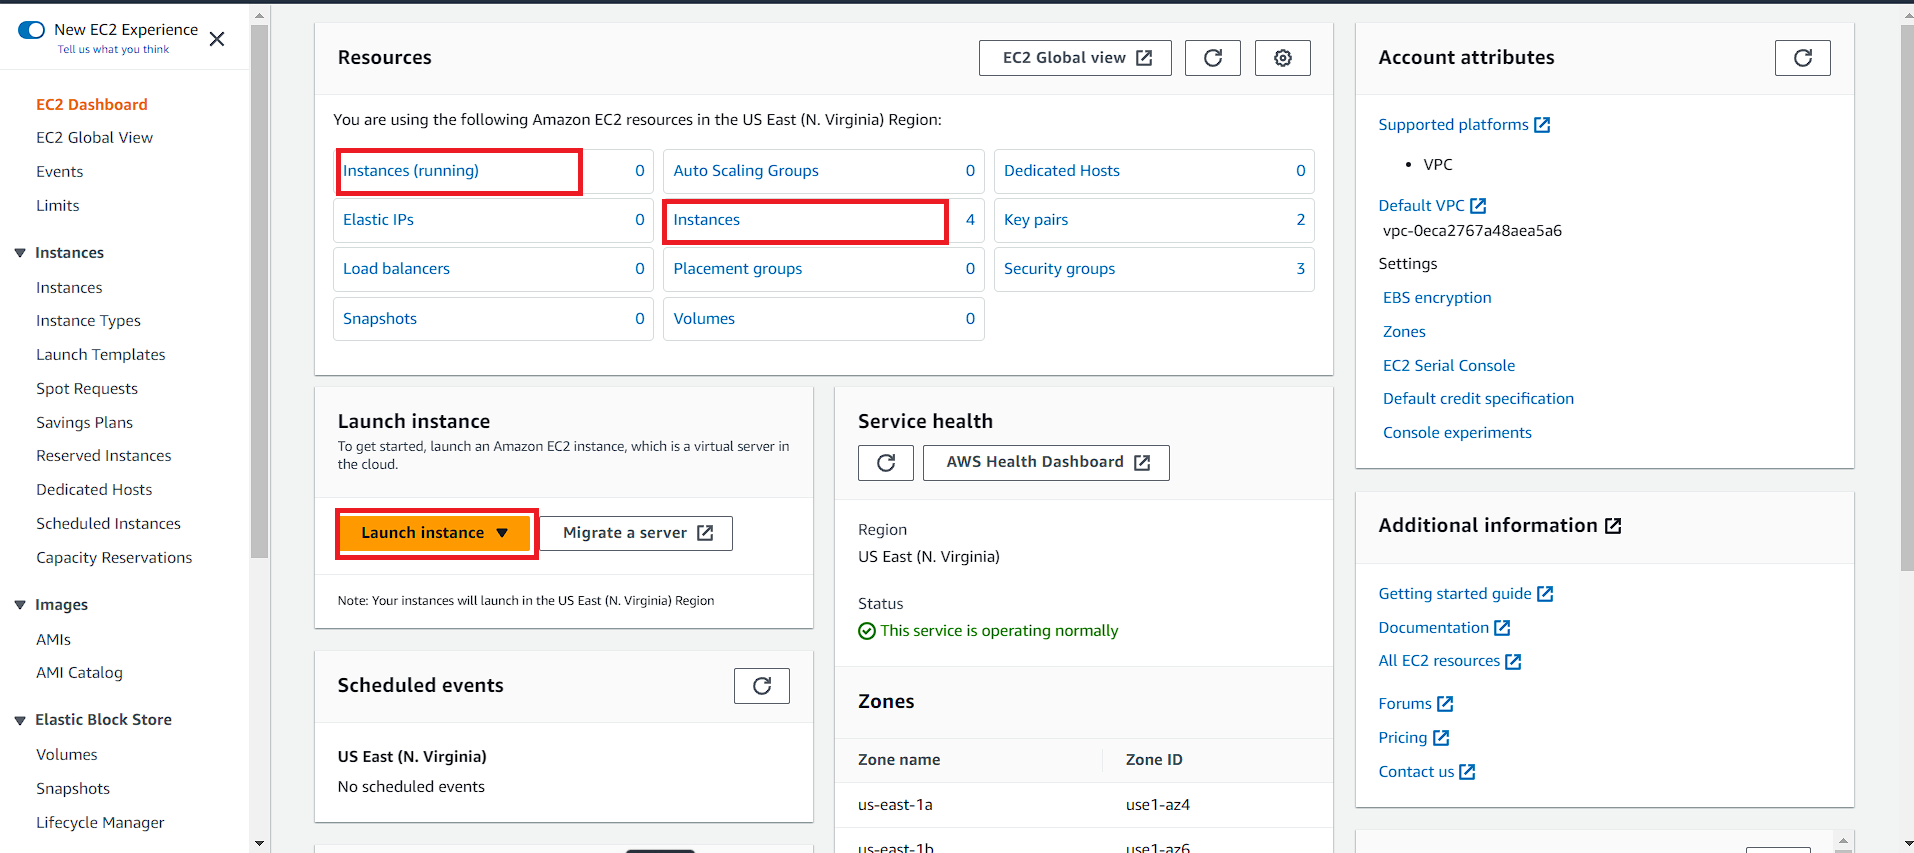 New EC2 Experience
Tell us what you think
EC2 Dashboard
EC2 Global View
Events
Limits
Instances
Instances
Instance Types
Launch Templates
Spot Requests
Savings Plans
Reserved Instances
Dedicated Hosts
Scheduled Instances
Capacity Reservations
Images
AMIs
AMI Catalog
Elastic Block Store
Volumes
Snapshots
Lifecycle Manager
Resources
EC2 Global view
You are using the following Amazon EC2 resources in the US East (N. Virginia) Region:
Instances (running) 0
Auto Scaling Groups 0
Dedicated Hosts 0
Elastic IPs 0
Instances 4
Key pairs 2
Load balancers 0
Placement groups 0
Security groups 3
Snapshots 0
Volumes 0
Launch instance
To get started, launch an Amazon EC2 instance, which is a virtual server in
the cloud.
Launch instance
Migrate a server
Note: Your instances will launch in the US East (N. Virginia) Region
Scheduled events
US East (N. Virginia)
No scheduled events
Service health
AWS Health Dashboard
Region
US East (N. Virginia)
Status
This service is operating normally
Zones
Zone name Zone ID
us-east-1a use1-az4
us-east-1b use1-az6
Account attributes
Supported platforms
• VPC
Default VPC
vpc-0eca2767a48aea5a6
Settings
EBS encryption
Zones
EC2 Serial Console
Default credit specification
Console experiments
Additional information
Getting started guide
Documentation
All EC2 resources
Forums
Pricing
Contact us